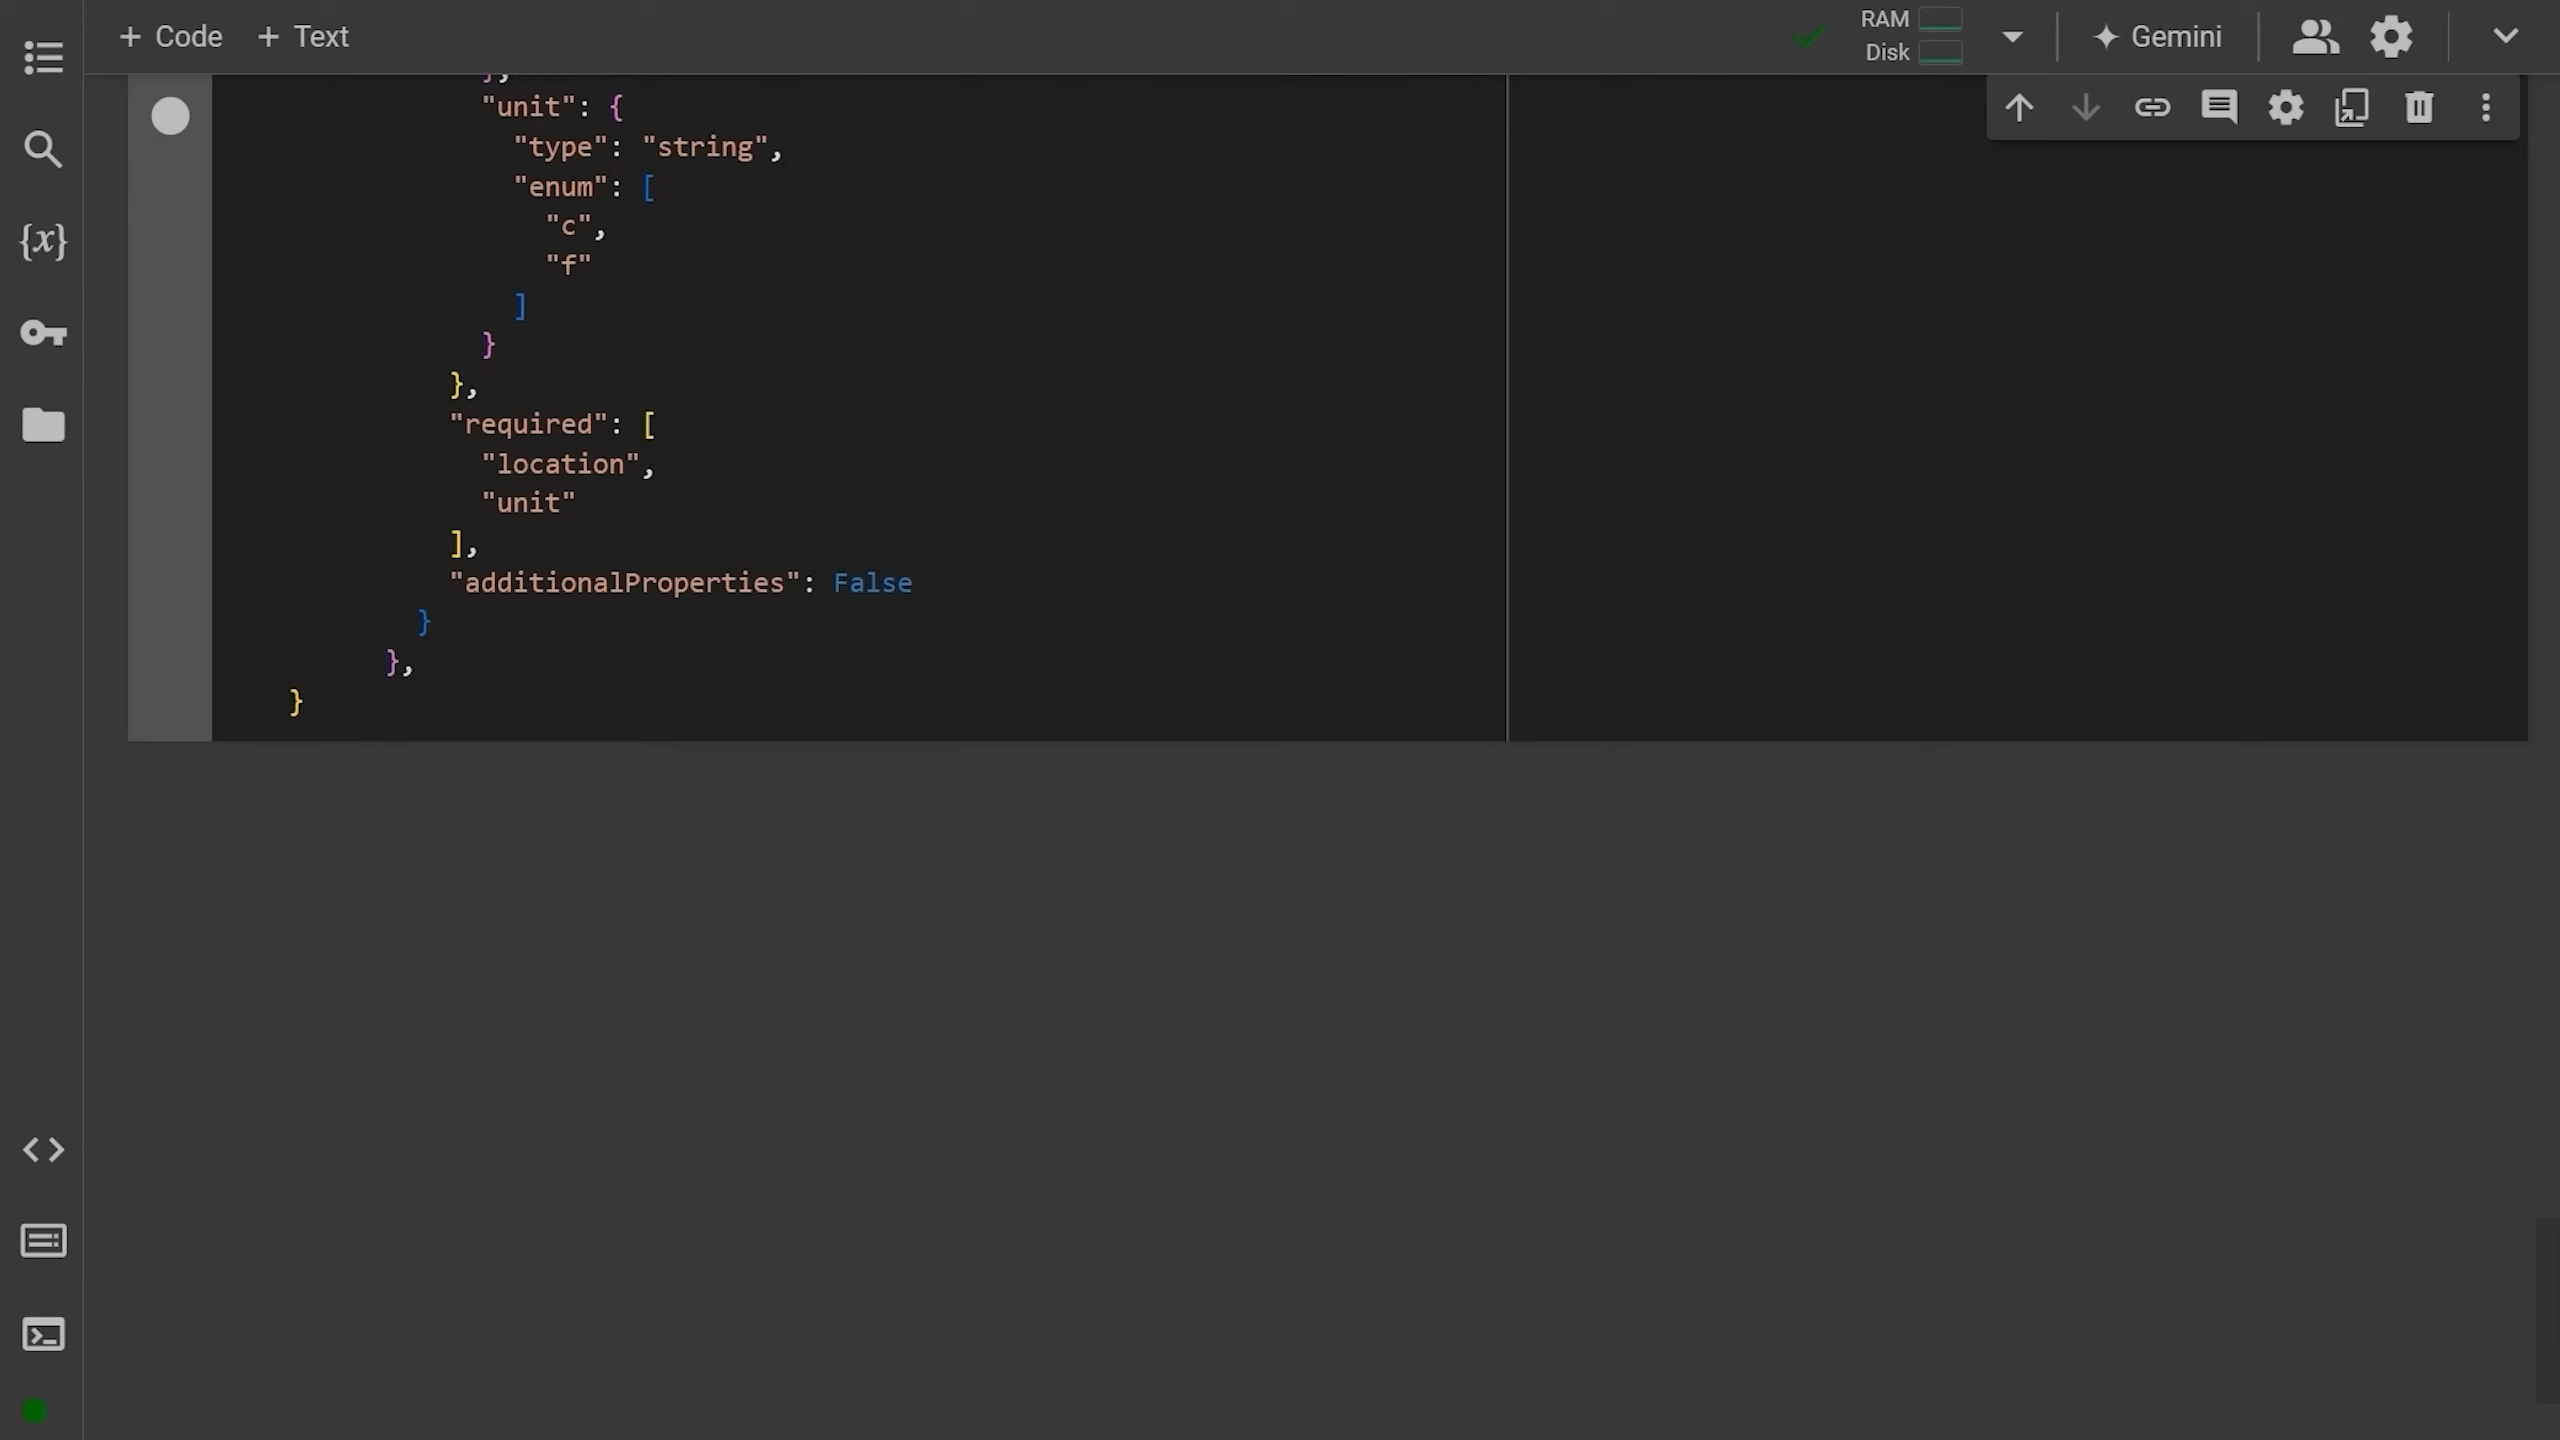 + Code + Text
RAM
Disk
Gemini
},
"unit": {
"type": "string",
"enum": [
"c",
"f"
]
}
},
"required": [
"location",
"unit"
],
"additionalProperties": False
}
},
}
{x}